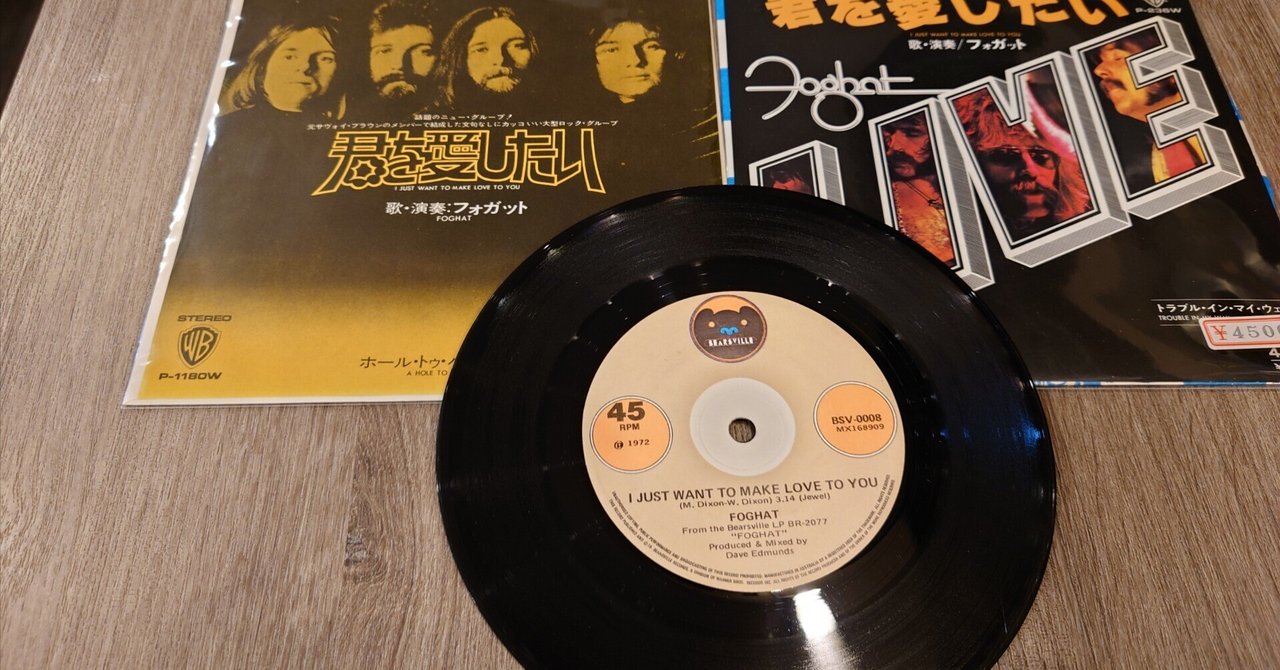 話題のニュー・グループ!
元サヴォイ・ブラウンのメンバーで結成した文句なしにカッコいい大型ロック・グループ
君を愛したい
I JUST WANT TO MAKE LOVE TO YOU
歌・演奏:フォガット
FOGHAT
STEREO
WB
P-1180W
ホール・トゥ・
A HOLE TO
君を愛したい
P-236W
I JUST WANT TO MAKE LOVE TO YOU
歌・演奏/フォガット
Foghat
LIVE
トラブル・イン・マイ・ウェ
TROUBLE IN MY
¥450
BEARSVILLE
45
RPM
Ⓟ 1972
BSV-0008
MX168909
I JUST WANT TO MAKE LOVE TO YOU
(M. Dixon-W. Dixon) 3.14 (Jewel)
FOGHAT
From the Bearsville LP BR-2077
"FOGHAT"
Produced & Mixed by
Dave Edmunds